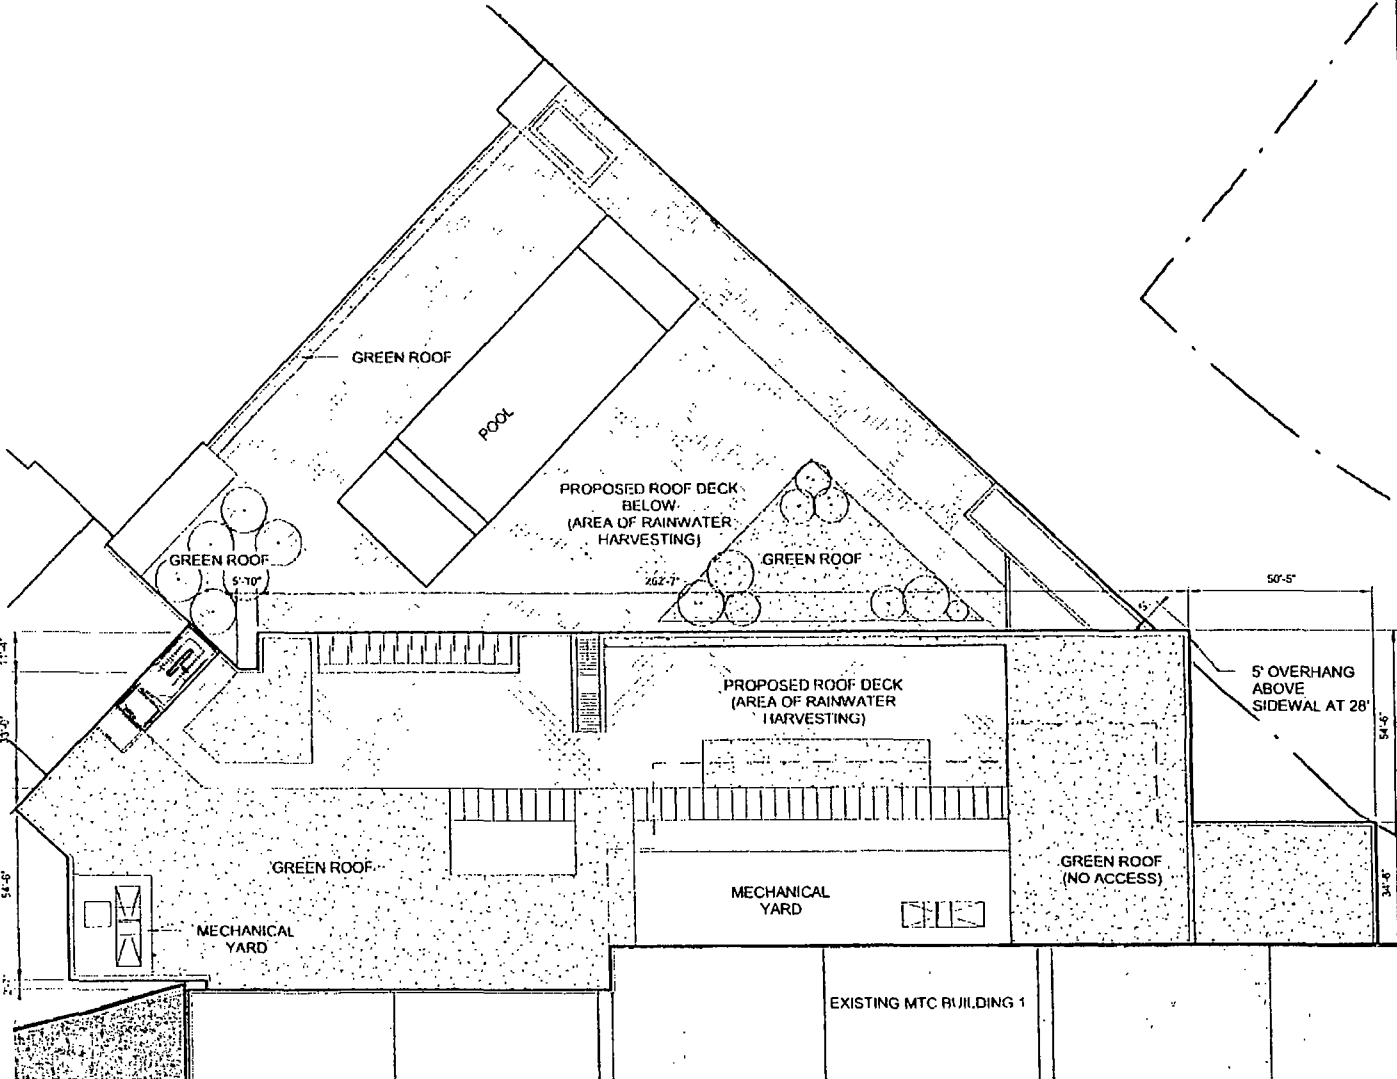 GREEN ROOF
POOL
PROPOSED ROOF DECK
BELOW
(AREA OF RAINWATER
HARVESTING)
GREEN ROOF
GREEN ROOF
5'-10"
262'-7"
50'-5"
5' OVERHANG
ABOVE
SIDEWAL AT 28'
PROPOSED ROOF DECK
(AREA OF RAINWATER
HARVESTING)
54'-6"
GREEN ROOF
GREEN ROOF
(NO ACCESS)
54'-6"
34'-6"
MECHANICAL
YARD
MECHANICAL
YARD
EXISTING MTC BUILDING 1